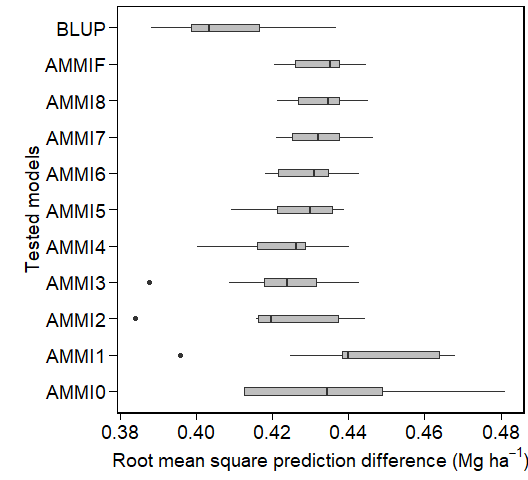 Tested models
BLUP
AMMIF
AMMI8
AMMI7
AMMI6
AMMI5
AMMI4
AMMI3
AMMI2
AMMI1
AMMI0
0.38 0.40 0.42 0.44 0.46 0.48
Root mean square prediction difference (Mg ha⁻¹)